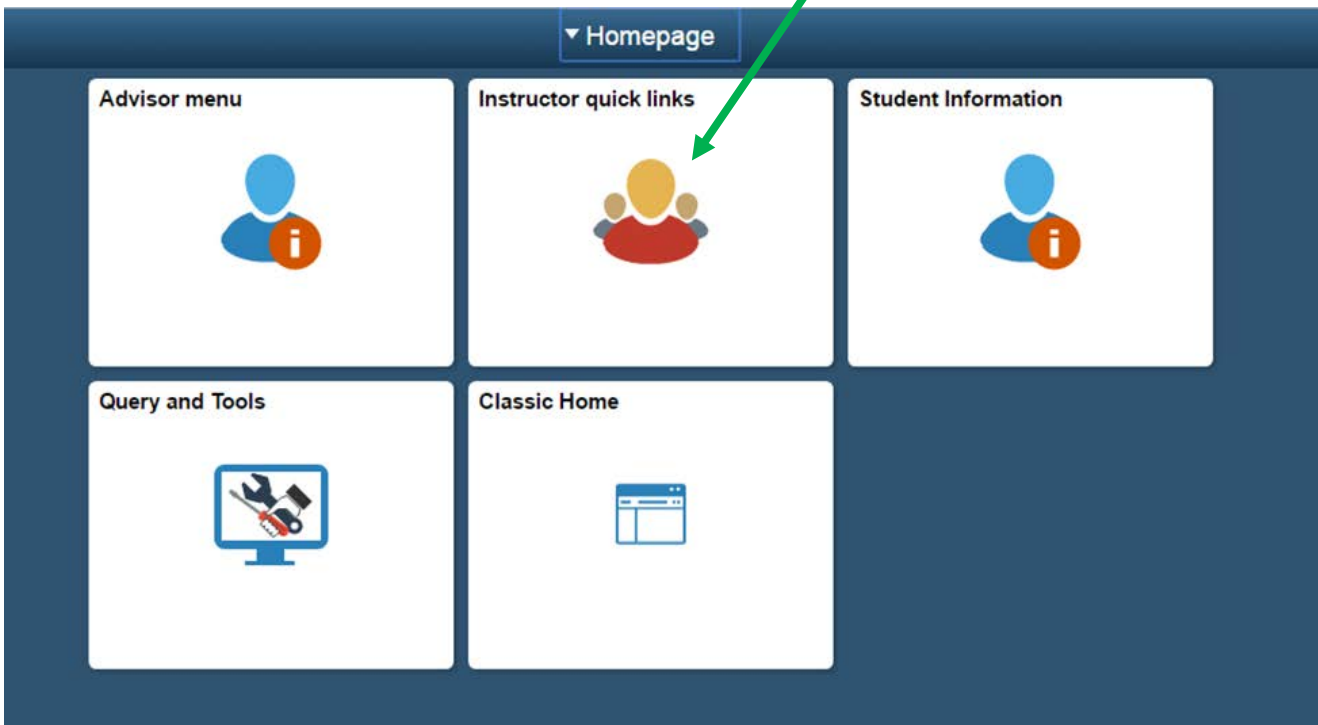 Homepage
Advisor menu
Instructor quick links
Student Information
i
i
Query and Tools
Classic Home